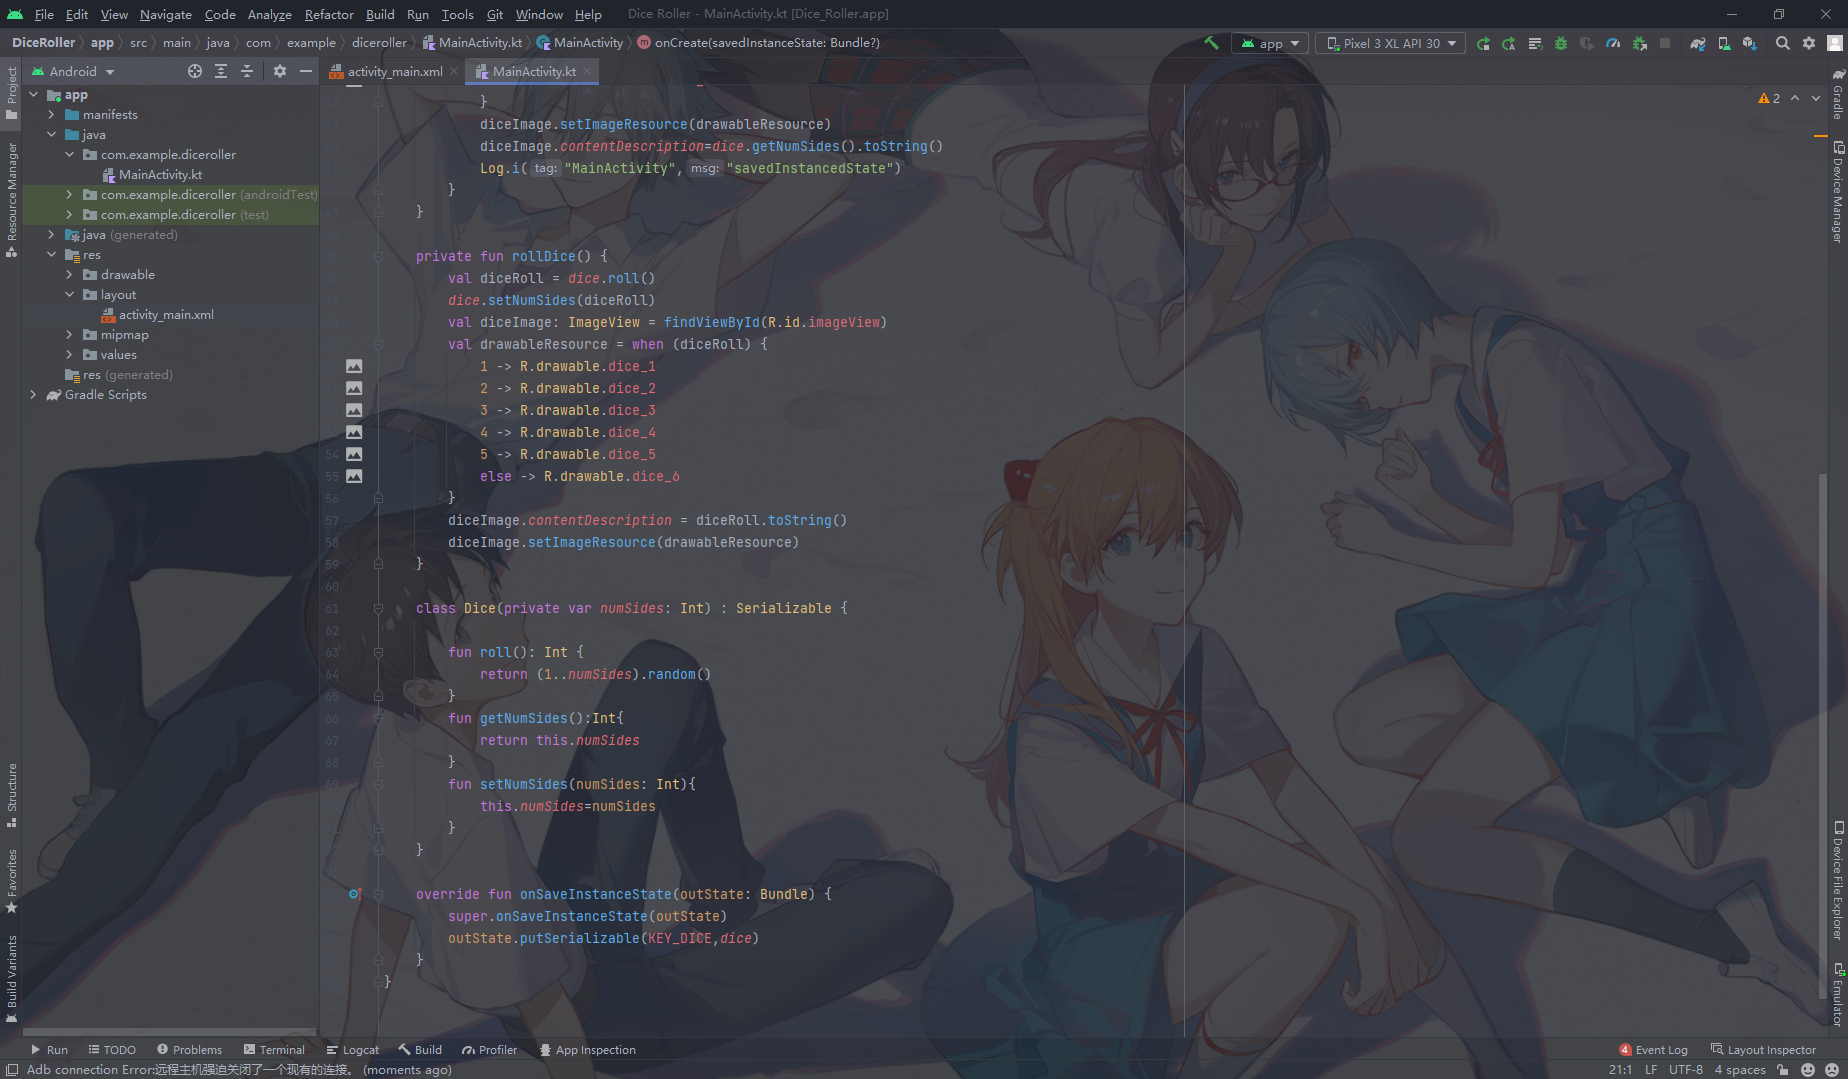 File Edit View Navigate Code Analyze Refactor Build Run Tools Git Window Help Dice Roller - MainActivity.kt [Dice_Roller.app]
DiceRoller app src main java com example diceroller MainActivity.kt MainActivity onCreate(savedInstanceState: Bundle?) app Pixel 3 XL API 30
Project
Resource Manager
Structure
Favorites
Build Variants
Android
app
manifests
java
com.example.diceroller
MainActivity.kt
com.example.diceroller (androidTest)
com.example.diceroller (test)
java (generated)
res
drawable
layout
activity_main.xml
mipmap
values
res (generated)
Gradle Scripts
activity_main.xml MainActivity.kt
2
}
diceImage.setImageResource(drawableResource)
diceImage.contentDescription=dice.getNumSides().toString()
Log.i( tag: "MainActivity", msg: "savedInstancedState")
}
}
private fun rollDice() {
val diceRoll = dice.roll()
dice.setNumSides(diceRoll)
val diceImage: ImageView = findViewById(R.id.imageView)
val drawableResource = when (diceRoll) {
1 -> R.drawable.dice_1
2 -> R.drawable.dice_2
3 -> R.drawable.dice_3
4 -> R.drawable.dice_4
54 5 -> R.drawable.dice_5
55 else -> R.drawable.dice_6
56 }
57 diceImage.contentDescription = diceRoll.toString()
58 diceImage.setImageResource(drawableResource)
59 }
60
61 class Dice(private var numSides: Int) : Serializable {
62
63 fun roll(): Int {
64 return (1..numSides).random()
65 }
66 fun getNumSides():Int{
67 return this.numSides
68 }
fun setNumSides(numSides: Int){
this.numSides=numSides
}
}
override fun onSaveInstanceState(outState: Bundle) {
super.onSaveInstanceState(outState)
outState.putSerializable(KEY_DICE,dice)
}
}
Gradle
Device Manager
Device File Explorer
Emulator
Run TODO Problems Terminal Logcat Build Profiler App Inspection 4 Event Log Layout Inspector
Adb connection Error:远程主机强迫关闭了一个现有的连接。 (moments ago) 21:1 LF UTF-8 4 spaces